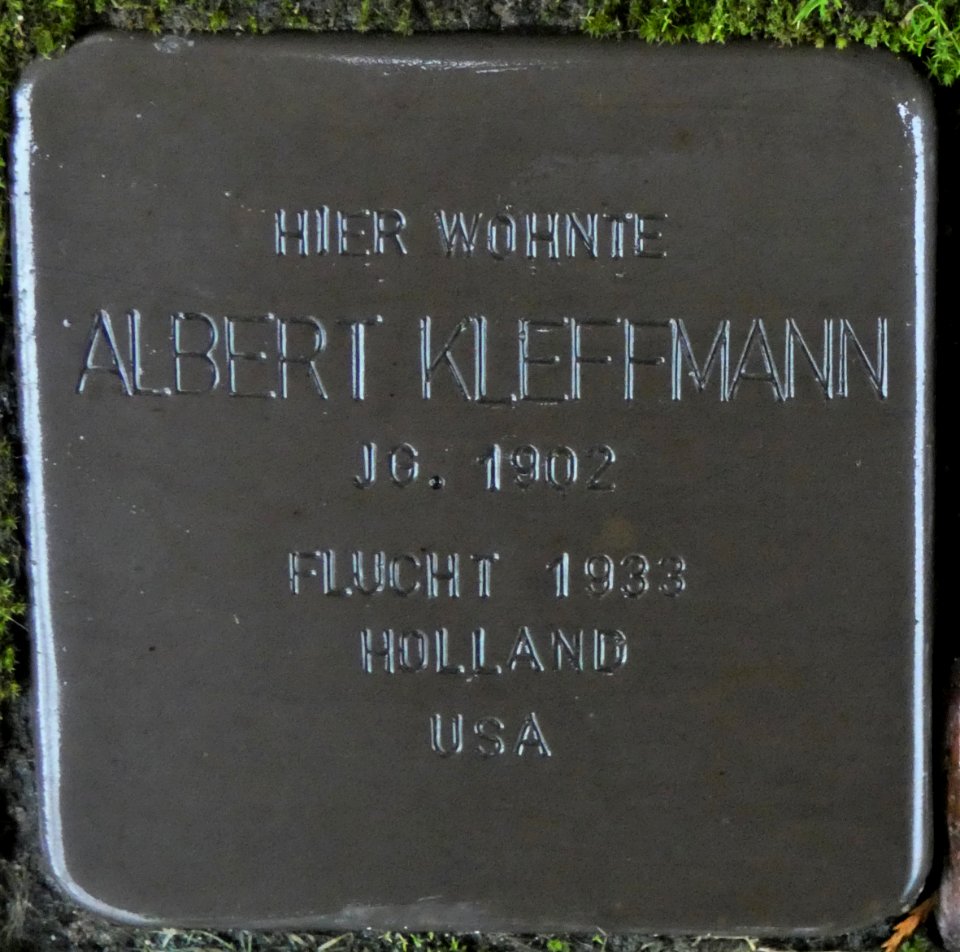 HIER WOHNTE
ALBERT KLEFFMANN
JG. 1902
FLUCHT 1933
HOLLAND
USA